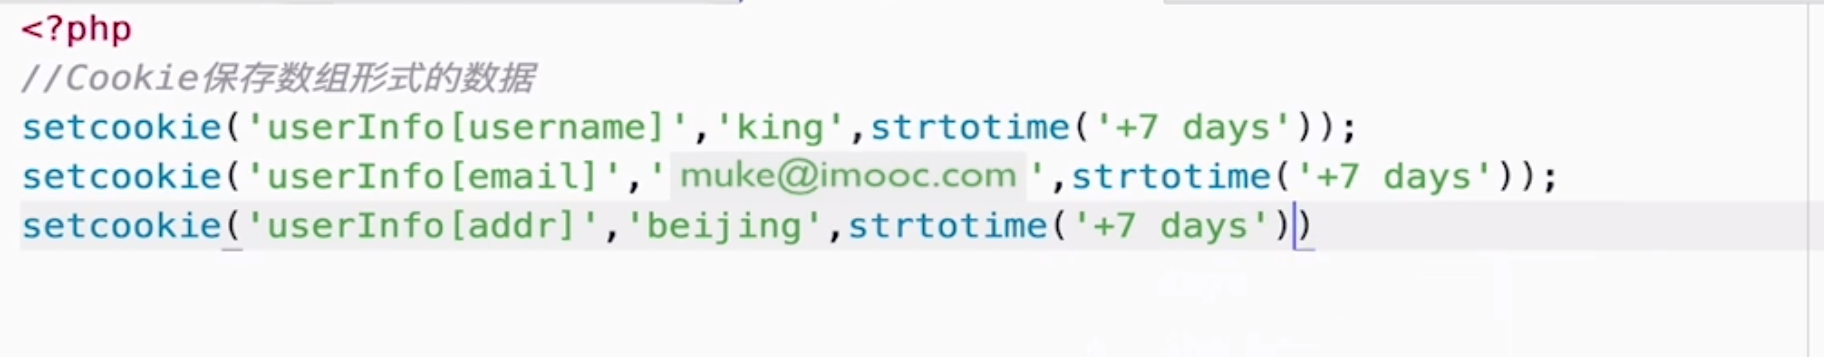 <?php
//Cookie保存数组形式的数据
setcookie('userInfo[username]','king',strtotime('+7 days'));
setcookie('userInfo[email]','muke@imooc.com',strtotime('+7 days'));
setcookie('userInfo[addr]','beijing',strtotime('+7 days'))